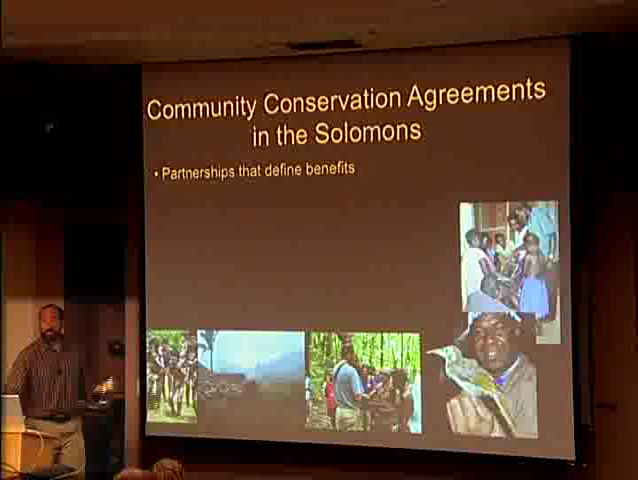 Community Conservation Agreements
in the Solomons
• Partnerships that define benefits